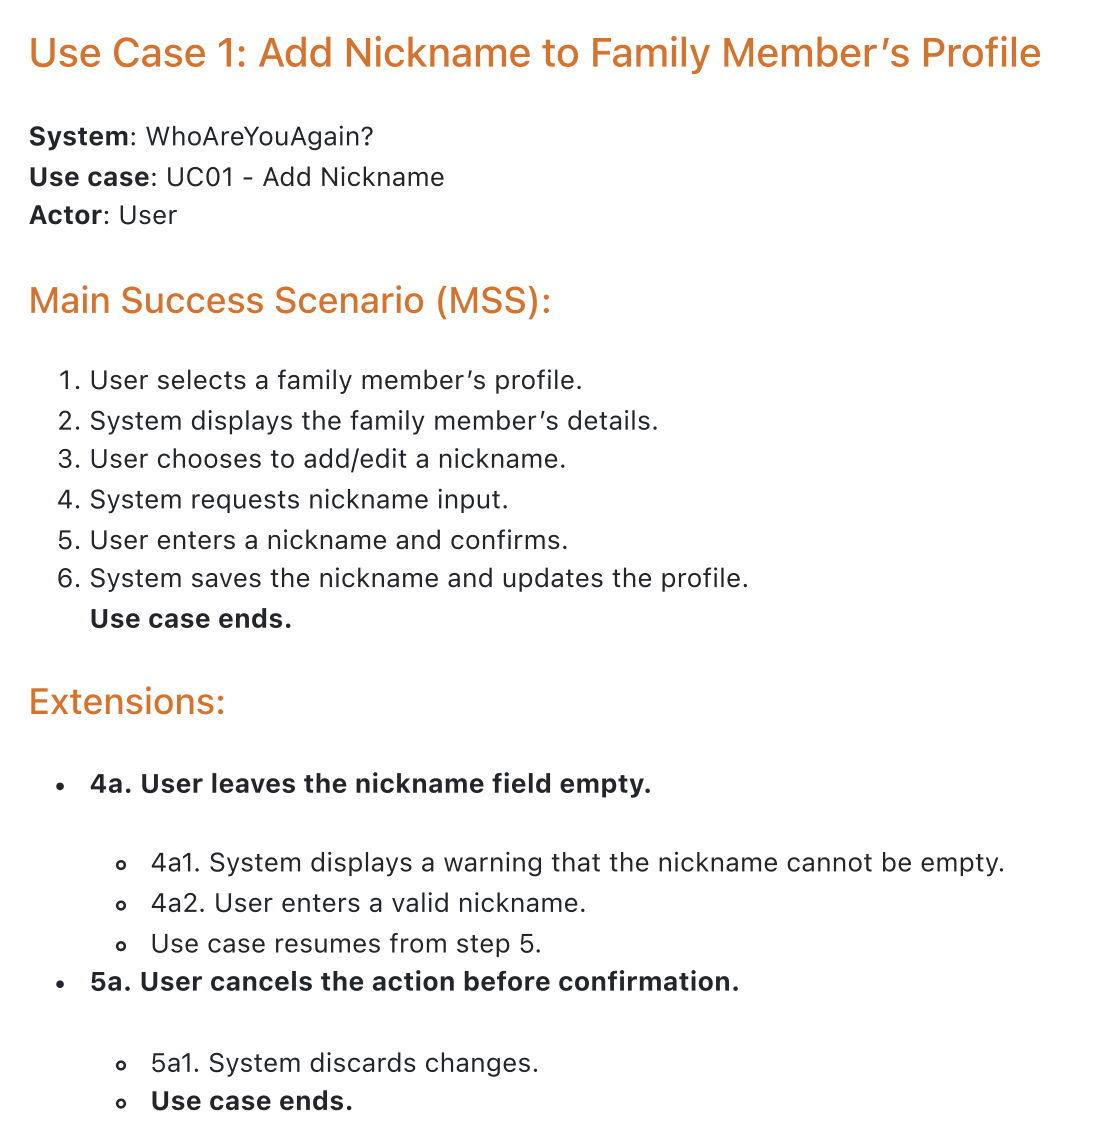 Use Case 1: Add Nickname to Family Member’s Profile
System: WhoAreYouAgain?
Use case: UC01 - Add Nickname
Actor: User
Main Success Scenario (MSS):
1. User selects a family member’s profile.
2. System displays the family member’s details.
3. User chooses to add/edit a nickname.
4. System requests nickname input.
5. User enters a nickname and confirms.
6. System saves the nickname and updates the profile.
Use case ends.
Extensions:
• 4a. User leaves the nickname field empty.
◦ 4a1. System displays a warning that the nickname cannot be empty.
◦ 4a2. User enters a valid nickname.
◦ Use case resumes from step 5.
• 5a. User cancels the action before confirmation.
◦ 5a1. System discards changes.
◦ Use case ends.